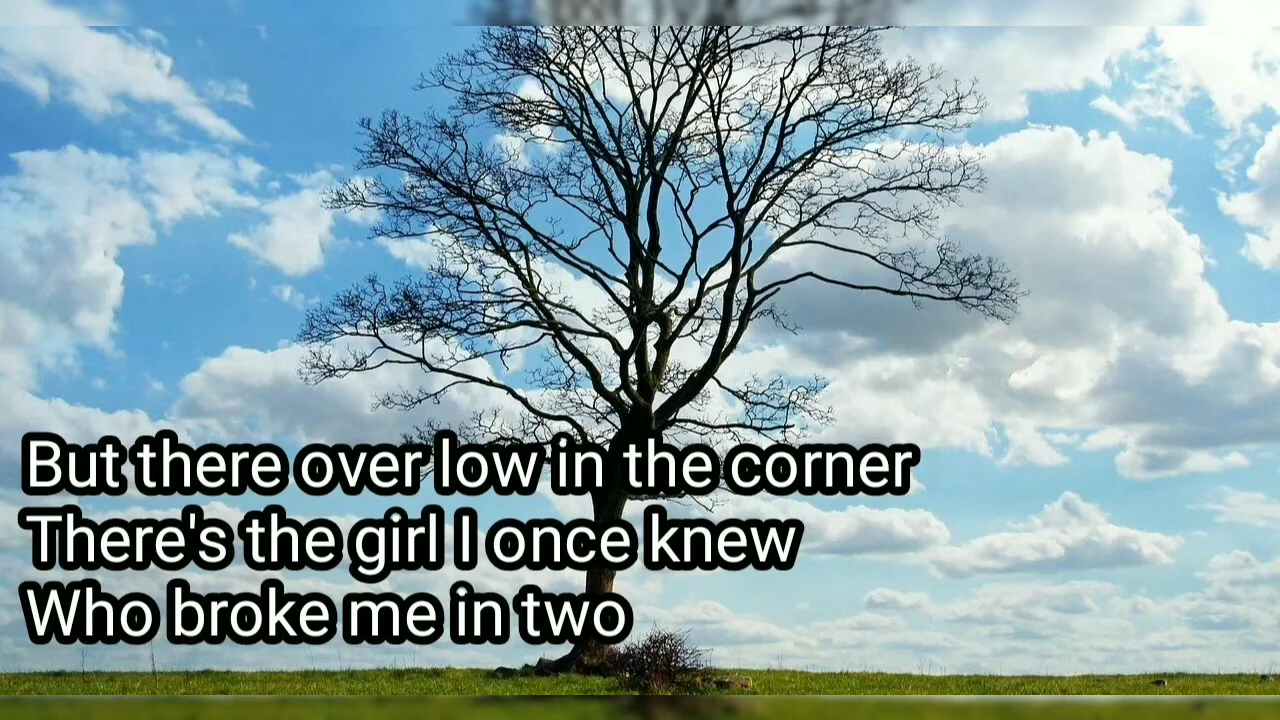 But there over low in the corner
There's the girl I once knew
Who broke me in two